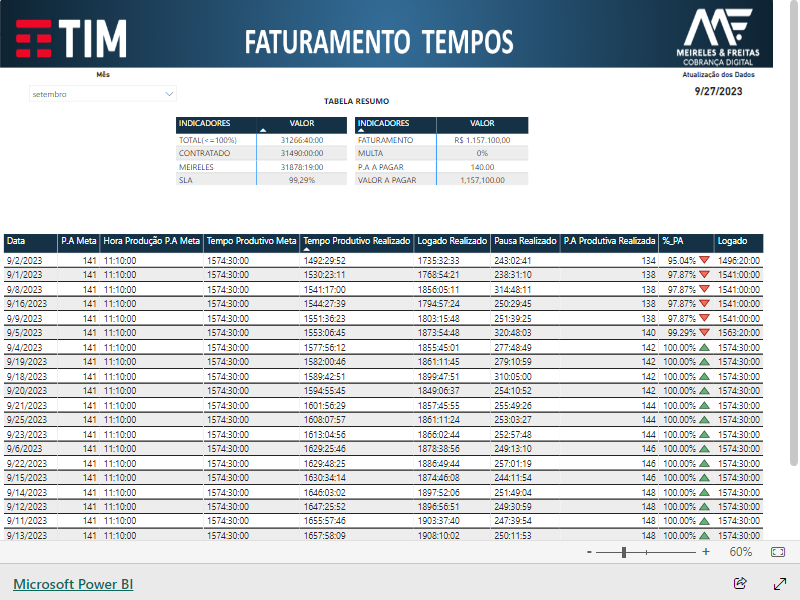 TIM
FATURAMENTO TEMPOS
MF
MEIRELES & FREITAS
COBRANÇA DIGITAL
Mês
setembro
Atualização dos Dados
9/27/2023
TABELA RESUMO
INDICADORES VALOR
TOTAL(<=100%) 31266:40:00
CONTRATADO 31490:00:00
MEIRELES 31878:19:00
SLA 99,29%
INDICADORES VALOR
FATURAMENTO R$ 1.157.100,00
MULTA 0%
P.A A PAGAR 140.00
VALOR A PAGAR 1,157,100.00
Data P.A Meta Hora Produção P.A Meta Tempo Produtivo Meta Tempo Produtivo Realizado Logado Realizado Pausa Realizado P.A Produtiva Realizada %_PA Logado
9/2/2023 141 11:10:00 1574:30:00 1492:29:52 1735:32:33 243:02:41 134 95.04% 1496:20:00
9/1/2023 141 11:10:00 1574:30:00 1530:23:11 1768:54:21 238:31:10 138 97.87% 1541:00:00
9/8/2023 141 11:10:00 1574:30:00 1541:17:00 1856:05:11 314:48:11 138 97.87% 1541:00:00
9/16/2023 141 11:10:00 1574:30:00 1544:27:39 1794:57:24 250:29:45 138 97.87% 1541:00:00
9/9/2023 141 11:10:00 1574:30:00 1551:36:23 1803:15:48 251:39:25 138 97.87% 1541:00:00
9/5/2023 141 11:10:00 1574:30:00 1553:06:45 1873:54:48 320:48:03 140 99.29% 1563:20:00
9/4/2023 141 11:10:00 1574:30:00 1577:56:12 1855:45:01 277:48:49 142 100.00% 1574:30:00
9/19/2023 141 11:10:00 1574:30:00 1582:00:46 1861:11:45 279:10:59 142 100.00% 1574:30:00
9/18/2023 141 11:10:00 1574:30:00 1589:42:51 1899:47:51 310:05:00 142 100.00% 1574:30:00
9/20/2023 141 11:10:00 1574:30:00 1594:55:45 1849:06:37 254:10:52 142 100.00% 1574:30:00
9/21/2023 141 11:10:00 1574:30:00 1601:56:29 1857:45:55 255:49:26 144 100.00% 1574:30:00
9/25/2023 141 11:10:00 1574:30:00 1608:07:57 1861:11:24 253:03:27 144 100.00% 1574:30:00
9/23/2023 141 11:10:00 1574:30:00 1613:04:56 1866:02:44 252:57:48 144 100.00% 1574:30:00
9/6/2023 141 11:10:00 1574:30:00 1629:25:46 1878:38:56 249:13:10 146 100.00% 1574:30:00
9/22/2023 141 11:10:00 1574:30:00 1629:48:25 1886:49:44 257:01:19 146 100.00% 1574:30:00
9/15/2023 141 11:10:00 1574:30:00 1630:34:14 1874:46:08 244:11:54 146 100.00% 1574:30:00
9/14/2023 141 11:10:00 1574:30:00 1646:03:02 1897:52:06 251:49:04 148 100.00% 1574:30:00
9/12/2023 141 11:10:00 1574:30:00 1647:25:52 1896:56:51 249:30:59 148 100.00% 1574:30:00
9/11/2023 141 11:10:00 1574:30:00 1655:57:46 1903:37:40 247:39:54 148 100.00% 1574:30:00
9/13/2023 141 11:10:00 1574:30:00 1657:58:09 1908:10:02 250:11:53 148 100.00% 1574:30:00
- + 60%
Microsoft Power BI